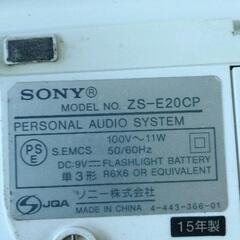 SONY®
MODEL NO. ZS-E20CP
PERSONAL AUDIO SYSTEM
PS E
100V~11W
S.EMCS 50/60Hz
DC:9V FLASHLIGHT BATTERY
単3形 R6X6 OR EQUIVALENT
ソニー株式会社
JQA MADE IN CHINA 4-443-366-01
15年製